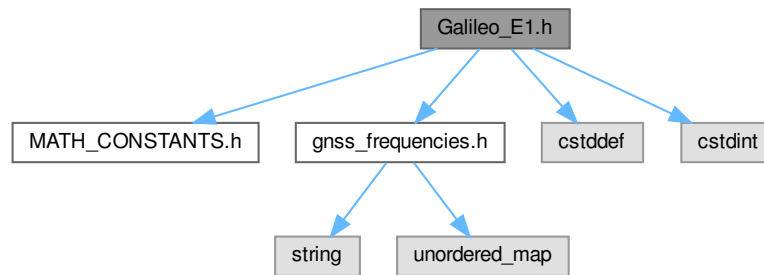 Galileo_E1.h
MATH_CONSTANTS.h
gnss_frequencies.h
cstddef
cstdint
string
unordered_map